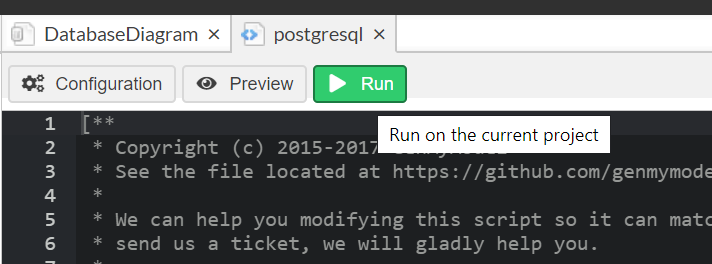 DatabaseDiagram × postgresql ×
Configuration Preview Run
Run on the current project
1 [**
2 * Copyright (c) 2015-2017
3 * See the file located at https://github.com/genmymode
4 *
5 * We can help you modifying this script so it can matc
6 * send us a ticket, we will gladly help you.
7 *